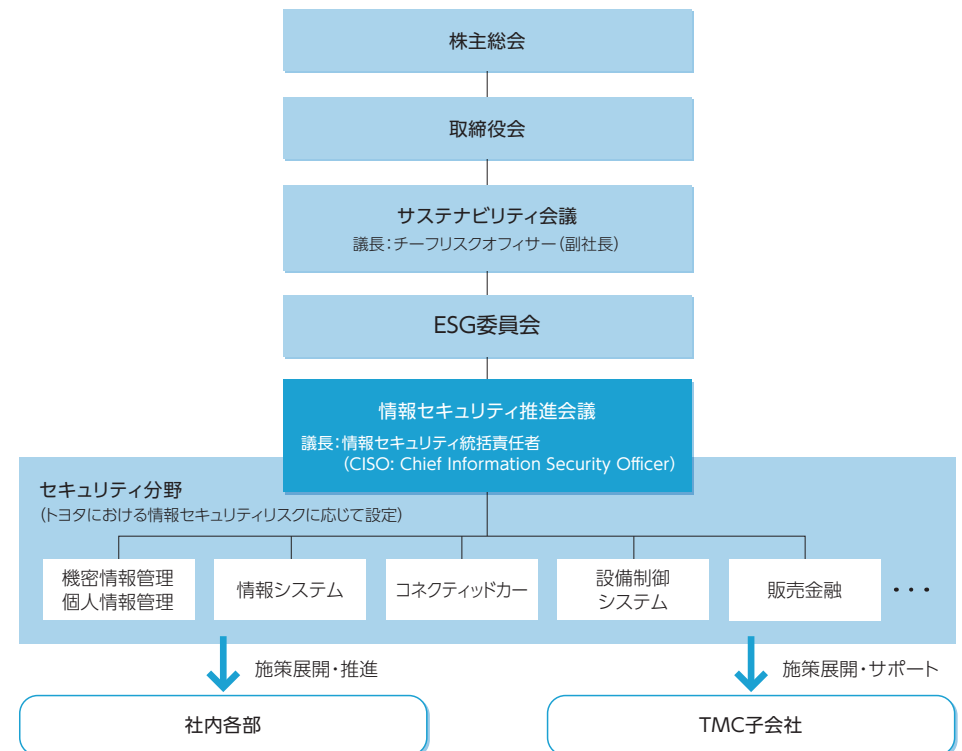 株主総会
取締役会
サステナビリティ会議
議長:チーフリスクオフィサー(副社長)
ESG委員会
情報セキュリティ推進会議
議長:情報セキュリティ統括責任者
(CISO: Chief Information Security Officer)
セキュリティ分野
(トヨタにおける情報セキュリティリスクに応じて設定)
機密情報管理
個人情報管理
情報システム
コネクティッドカー
設備制御
システム
販売金融
・・・
施策展開・推進
施策展開・サポート
社内各部
TMC子会社